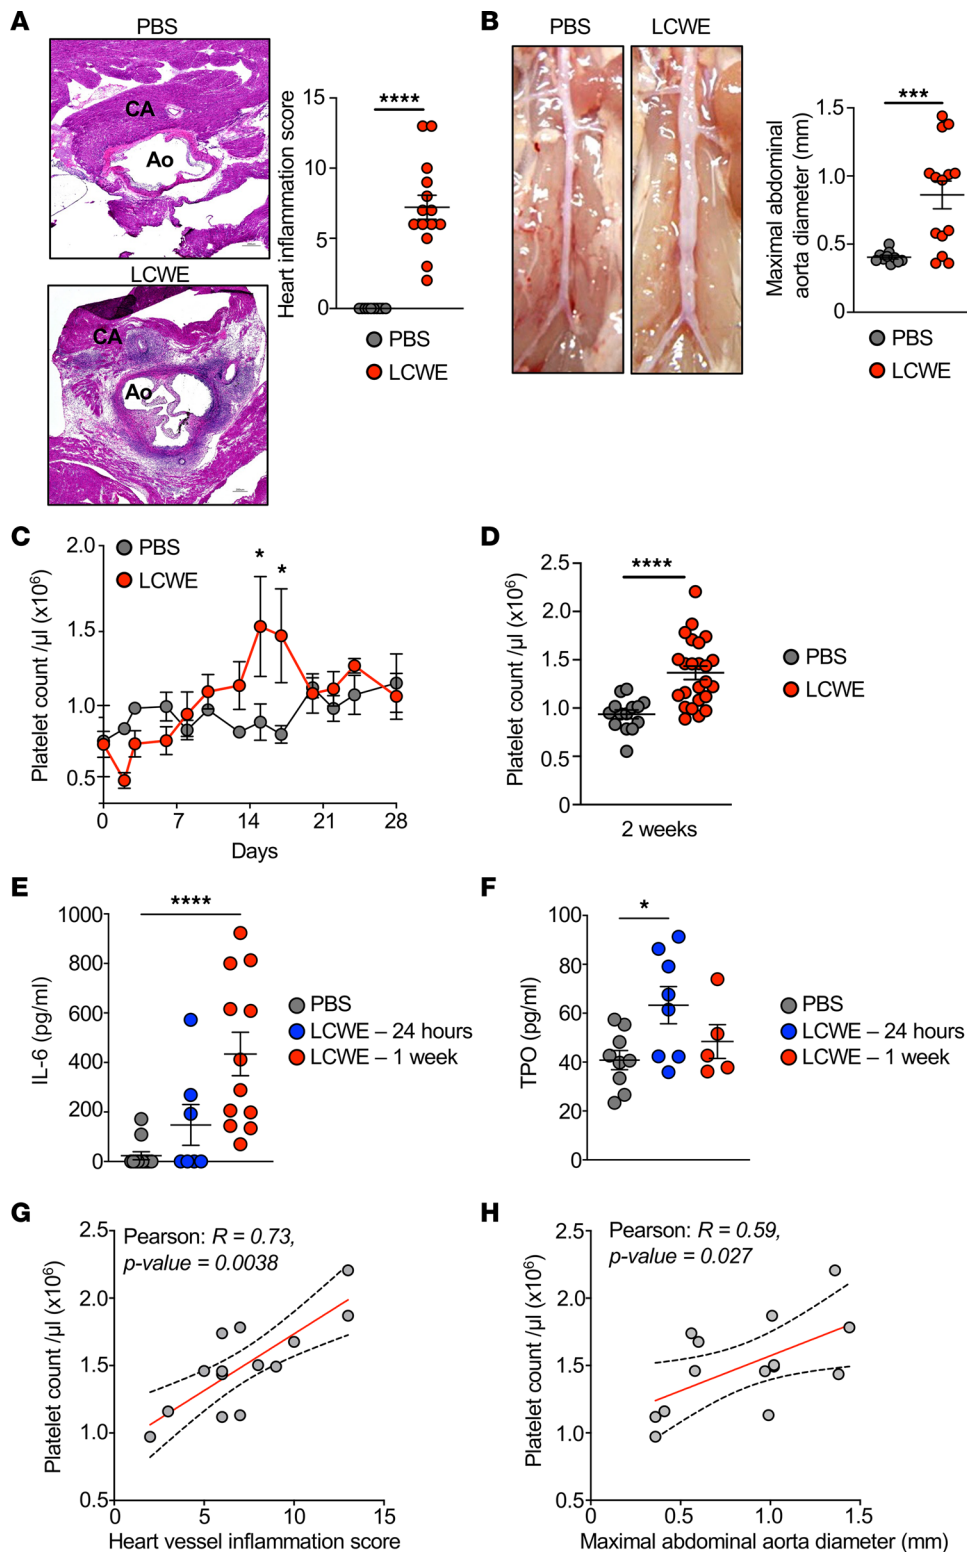 A
PBS
CA
Ao
LCWE
CA
Ao
Heart inflammation score
15
10
5
0
****
PBS
LCWE
B
PBS
LCWE
Maximal abdominal
aorta diameter (mm)
1.5
1.0
0.5
0
***
PBS
LCWE
C
Platelet count /µl (x10⁶)
2.0
1.5
1.0
0.5
PBS
LCWE
*
*
0
7
14
21
28
Days
D
Platelet count /µl (x10⁶)
2.5
2.0
1.5
1.0
0.5
0
****
2 weeks
PBS
LCWE
E
IL-6 (pg/ml)
1000
800
600
400
200
0
****
PBS
LCWE – 24 hours
LCWE – 1 week
F
TPO (pg/ml)
100
80
60
40
20
0
*
PBS
LCWE – 24 hours
LCWE – 1 week
G
Platelet count /µl (x10⁶)
2.5
2.0
1.5
1.0
0.5
Pearson: R = 0.73,
p-value = 0.0038
0
5
10
15
Heart vessel inflammation score
H
Platelet count /µl (x10⁶)
2.5
2.0
1.5
1.0
0.5
Pearson: R = 0.59,
p-value = 0.027
0
0.5
1.0
1.5
Maximal abdominal aorta diameter (mm)